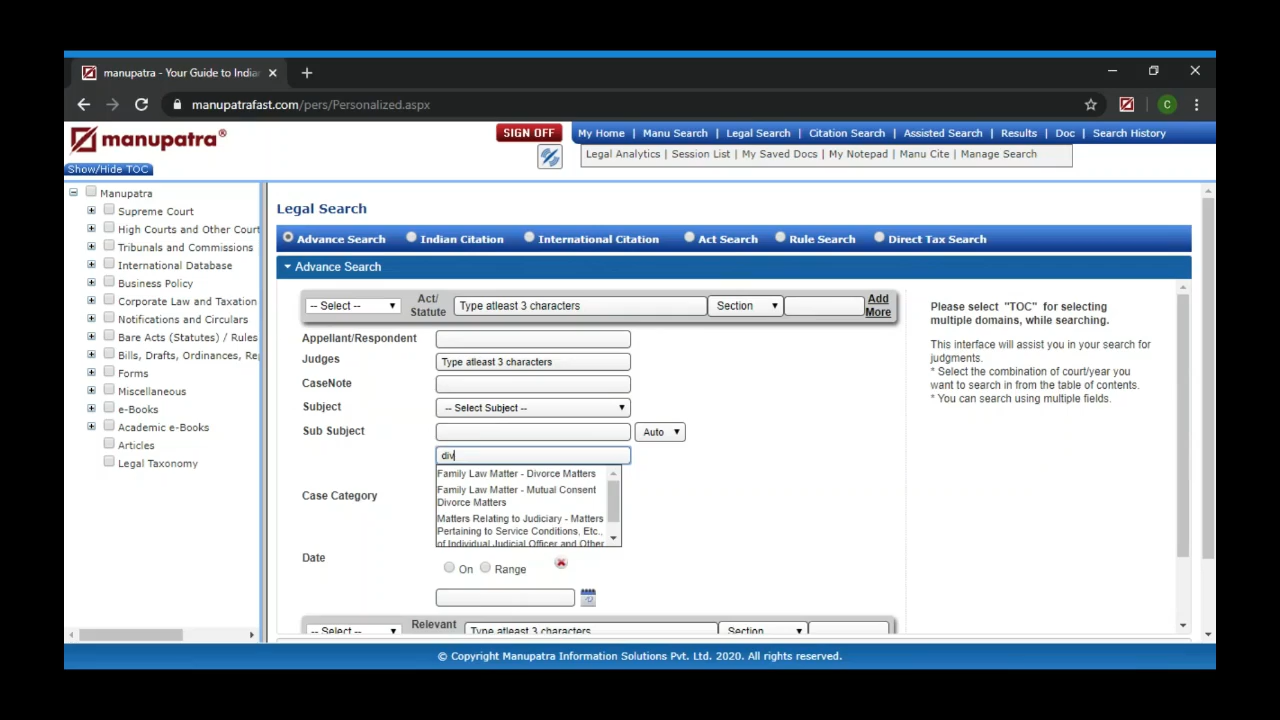 manupatra - Your Guide to India
manupatrafast.com/pers/Personalized.aspx
C
manupatra®
SIGN OFF
My Home | Manu Search | Legal Search | Citation Search | Assisted Search | Results | Doc | Search History
Legal Analytics | Session List | My Saved Docs | My Notepad | Manu Cite | Manage Search
Show/Hide TOC
Manupatra
Supreme Court
High Courts and Other Court
Tribunals and Commissions
International Database
Business Policy
Corporate Law and Taxation
Notifications and Circulars
Bare Acts (Statutes) / Rules
Bills, Drafts, Ordinances, Re
Forms
Miscellaneous
e-Books
Academic e-Books
Articles
Legal Taxonomy
Legal Search
Advance Search Indian Citation International Citation Act Search Rule Search Direct Tax Search
Advance Search
-- Select -- Act/ Statute Type atleast 3 characters Section Add More
Appellant/Respondent
Judges Type atleast 3 characters
CaseNote
Subject -- Select Subject --
Sub Subject Auto
div
Case Category
Family Law Matter - Divorce Matters
Family Law Matter - Mutual Consent
Divorce Matters
Matters Relating to Judiciary - Matters
Pertaining to Service Conditions, Etc.,
of Individual Judicial Officer and Other
Date
On Range
-- Select -- Relevant Type atleast 3 characters Section
Please select "TOC" for selecting
multiple domains, while searching.
This interface will assist you in your search for
judgments.
* Select the combination of court/year you
want to search in from the table of contents.
* You can search using multiple fields.
© Copyright Manupatra Information Solutions Pvt. Ltd. 2020. All rights reserved.